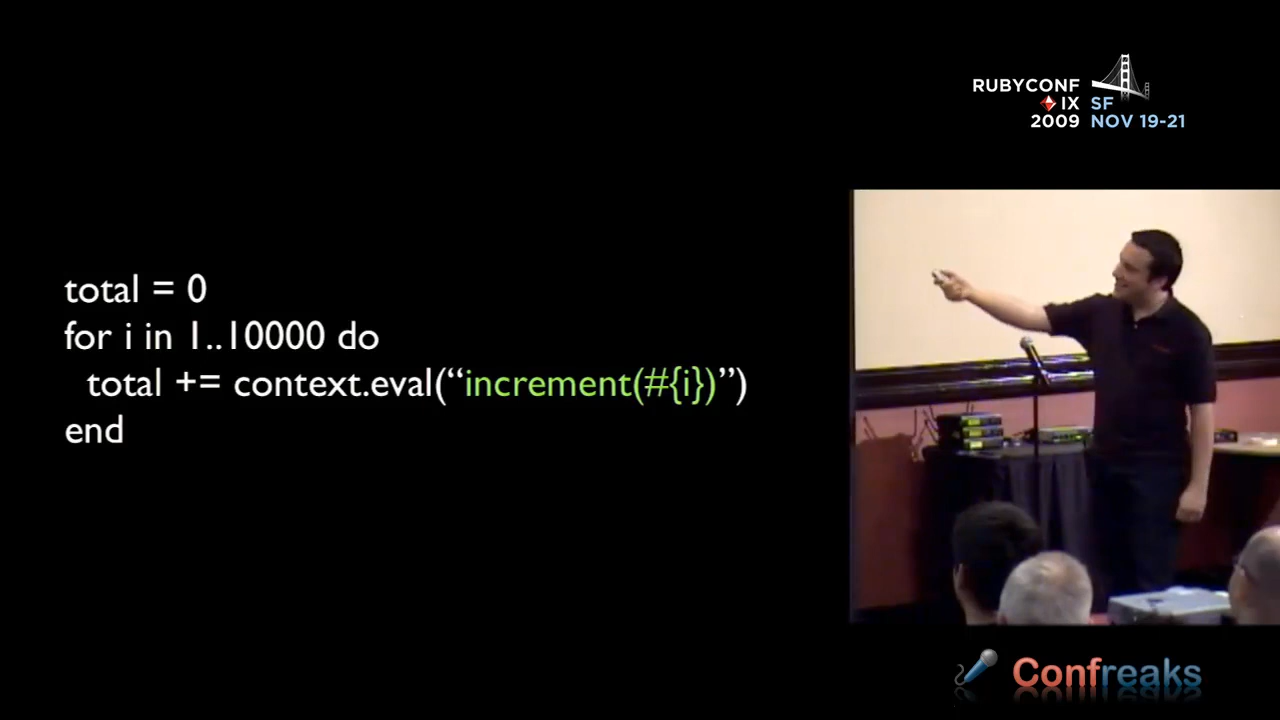 RUBYCONF
IX SF
2009 NOV 19-21
total = 0
for i in 1..10000 do
total += context.eval(“increment(#{i})”)
end
Confreaks